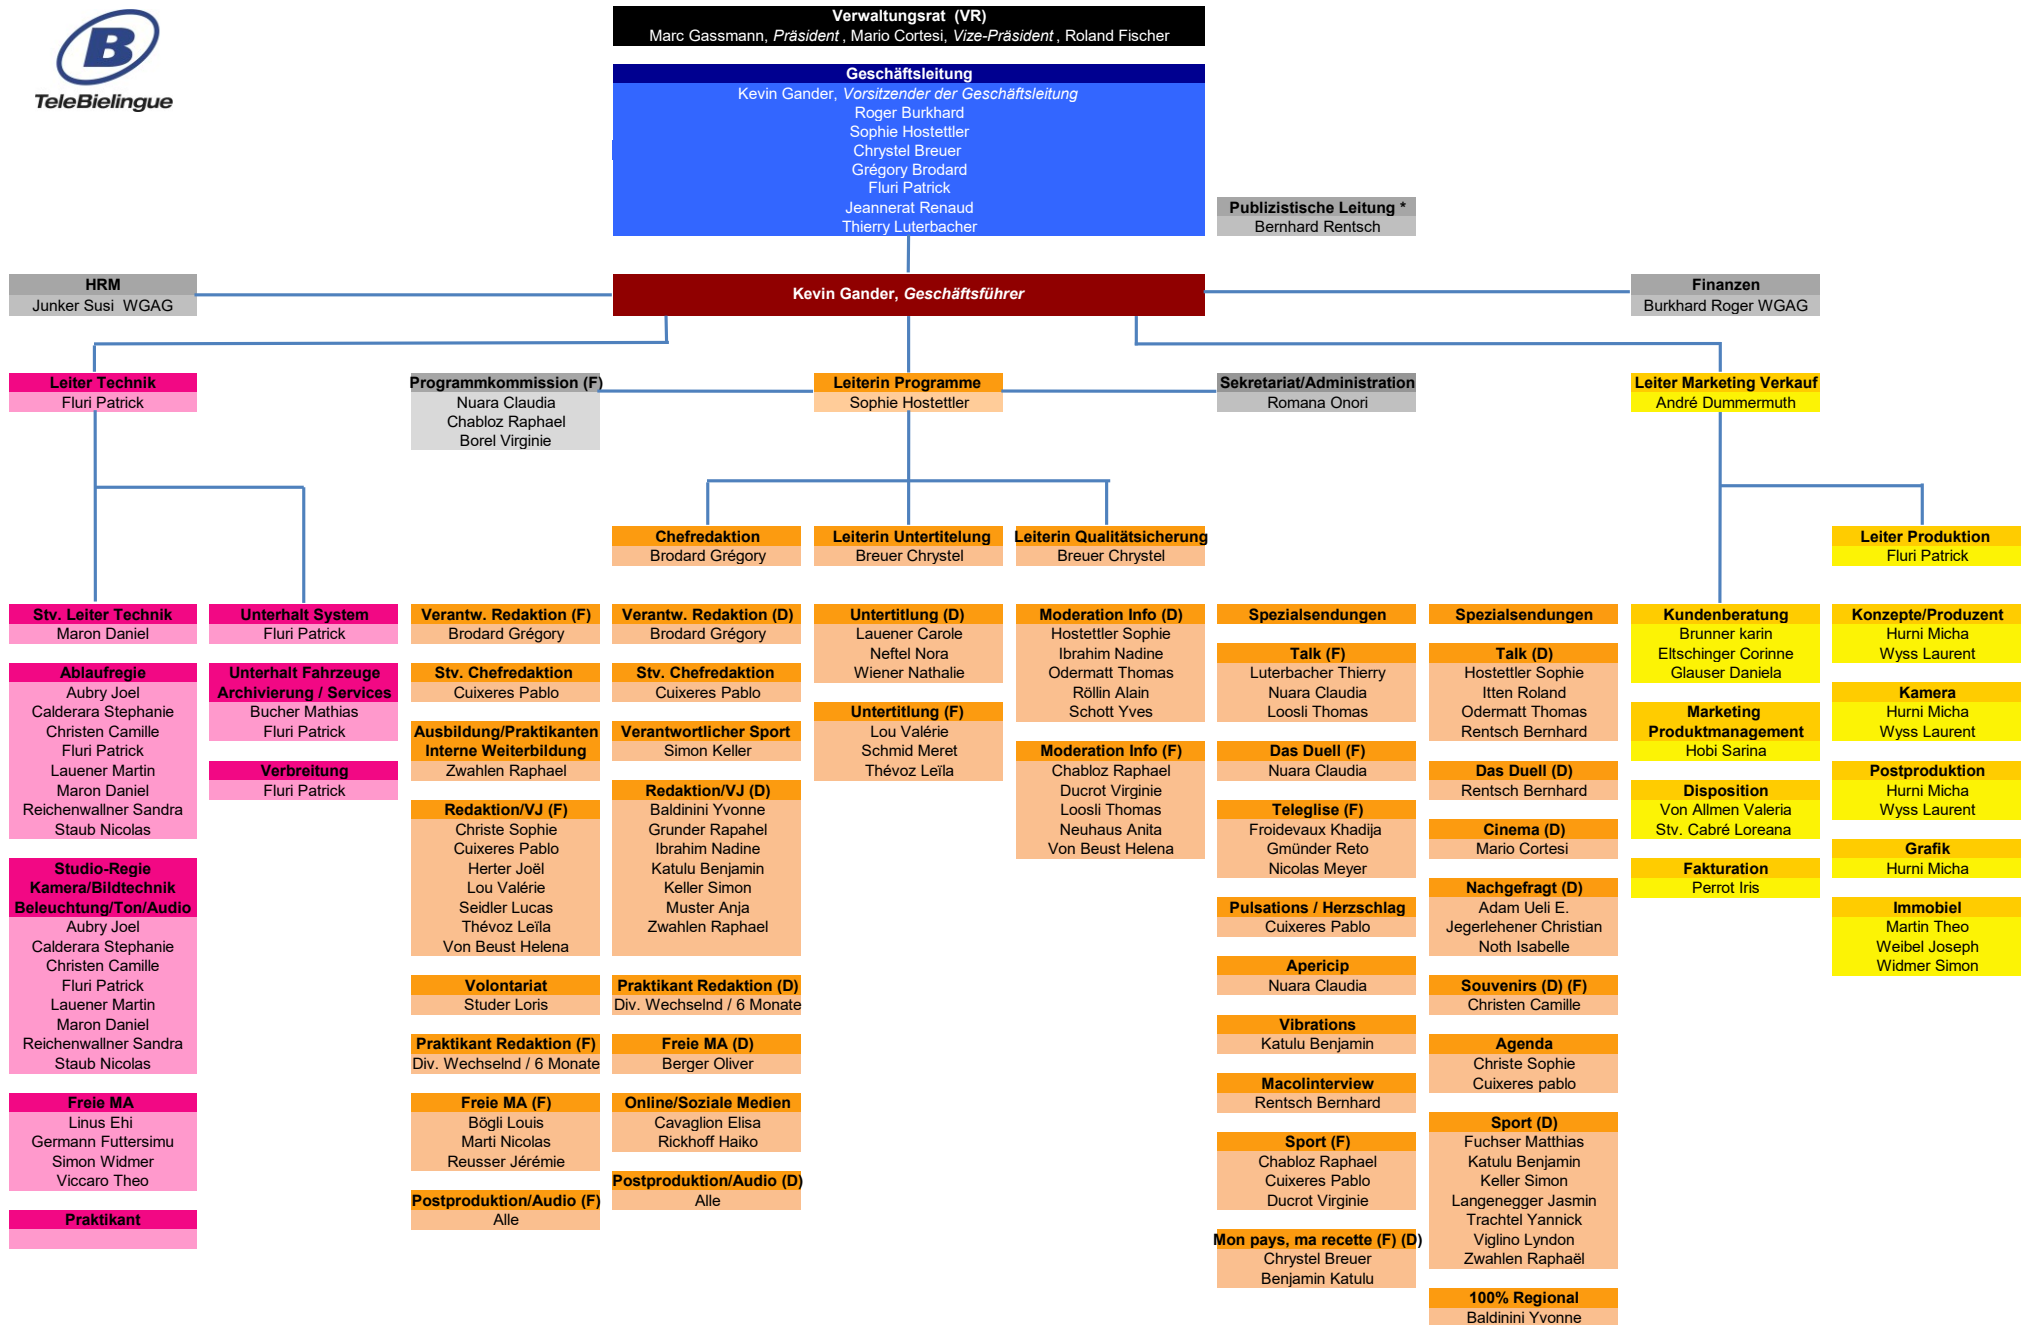 TeleBielingue
Verwaltungsrat (VR)
Marc Gassmann, Präsident , Mario Cortesi, Vize-Präsident , Roland Fischer
Geschäftsleitung
Kevin Gander, Vorsitzender der Geschäftsleitung
Roger Burkhard
Sophie Hostettler
Chrystel Breuer
Grégory Brodard
Fluri Patrick
Jeannerat Renaud
Thierry Luterbacher
Publizistische Leitung *
Bernhard Rentsch
HRM
Junker Susi WGAG
Kevin Gander, Geschäftsführer
Finanzen
Burkhard Roger WGAG
Leiter Technik
Fluri Patrick
Programmkommission (F)
Nuara Claudia
Chabloz Raphael
Borel Virginie
Leiterin Programme
Sophie Hostettler
Sekretariat/Administration
Romana Onori
Leiter Marketing Verkauf
André Dummermuth
Chefredaktion
Brodard Grégory
Leiterin Untertitelung
Breuer Chrystel
Leiterin Qualitätsicherung
Breuer Chrystel
Leiter Produktion
Fluri Patrick
Stv. Leiter Technik
Maron Daniel
Ablaufregie
Aubry Joel
Calderara Stephanie
Christen Camille
Fluri Patrick
Lauener Martin
Maron Daniel
Reichenwallner Sandra
Staub Nicolas
Studio-Regie
Kamera/Bildtechnik
Beleuchtung/Ton/Audio
Aubry Joel
Calderara Stephanie
Christen Camille
Fluri Patrick
Lauener Martin
Maron Daniel
Reichenwallner Sandra
Staub Nicolas
Freie MA
Linus Ehi
Germann Futtersimu
Simon Widmer
Viccaro Theo
Praktikant
Unterhalt System
Fluri Patrick
Unterhalt Fahrzeuge
Archivierung / Services
Bucher Mathias
Fluri Patrick
Verbreitung
Fluri Patrick
Verantw. Redaktion (F)
Brodard Grégory
Stv. Chefredaktion
Cuixeres Pablo
Ausbildung/Praktikanten
Interne Weiterbildung
Zwahlen Raphael
Redaktion/VJ (F)
Christe Sophie
Cuixeres Pablo
Herter Joël
Lou Valérie
Seidler Lucas
Thévoz Leïla
Von Beust Helena
Volontariat
Studer Loris
Praktikant Redaktion (F)
Div. Wechselnd / 6 Monate
Freie MA (F)
Bögli Louis
Marti Nicolas
Reusser Jérémie
Postproduktion/Audio (F)
Alle
Verantw. Redaktion (D)
Brodard Grégory
Stv. Chefredaktion
Cuixeres Pablo
Verantwortlicher Sport
Simon Keller
Redaktion/VJ (D)
Baldinini Yvonne
Grunder Rapahel
Ibrahim Nadine
Katulu Benjamin
Keller Simon
Muster Anja
Zwahlen Raphael
Praktikant Redaktion (D)
Div. Wechselnd / 6 Monate
Freie MA (D)
Berger Oliver
Online/Soziale Medien
Cavaglion Elisa
Rickhoff Haiko
Postproduktion/Audio (D)
Alle
Untertitlung (D)
Lauener Carole
Neftel Nora
Wiener Nathalie
Untertitlung (F)
Lou Valérie
Schmid Meret
Thévoz Leïla
Moderation Info (D)
Hostettler Sophie
Ibrahim Nadine
Odermatt Thomas
Röllin Alain
Schott Yves
Moderation Info (F)
Chabloz Raphael
Ducrot Virginie
Loosli Thomas
Neuhaus Anita
Von Beust Helena
Spezialsendungen
Talk (F)
Luterbacher Thierry
Nuara Claudia
Loosli Thomas
Das Duell (F)
Nuara Claudia
Teleglise (F)
Froidevaux Khadija
Gmünder Reto
Nicolas Meyer
Pulsations / Herzschlag
Cuixeres Pablo
Apericip
Nuara Claudia
Vibrations
Katulu Benjamin
Macolinterview
Rentsch Bernhard
Sport (F)
Chabloz Raphael
Cuixeres Pablo
Ducrot Virginie
Mon pays, ma recette (F) (D)
Chrystel Breuer
Benjamin Katulu
Spezialsendungen
Talk (D)
Hostettler Sophie
Itten Roland
Odermatt Thomas
Rentsch Bernhard
Das Duell (D)
Rentsch Bernhard
Cinema (D)
Mario Cortesi
Nachgefragt (D)
Adam Ueli E.
Jegerlehener Christian
Noth Isabelle
Souvenirs (D) (F)
Christen Camille
Agenda
Christe Sophie
Cuixeres pablo
Sport (D)
Fuchser Matthias
Katulu Benjamin
Keller Simon
Langenegger Jasmin
Trachtel Yannick
Viglino Lyndon
Zwahlen Raphaël
100% Regional
Baldinini Yvonne
Kundenberatung
Brunner karin
Eltschinger Corinne
Glauser Daniela
Marketing
Produktmanagement
Hobi Sarina
Disposition
Von Allmen Valeria
Stv. Cabré Loreana
Fakturation
Perrot Iris
Konzepte/Produzent
Hurni Micha
Wyss Laurent
Kamera
Hurni Micha
Wyss Laurent
Postproduktion
Hurni Micha
Wyss Laurent
Grafik
Hurni Micha
Immobiel
Martin Theo
Weibel Joseph
Widmer Simon